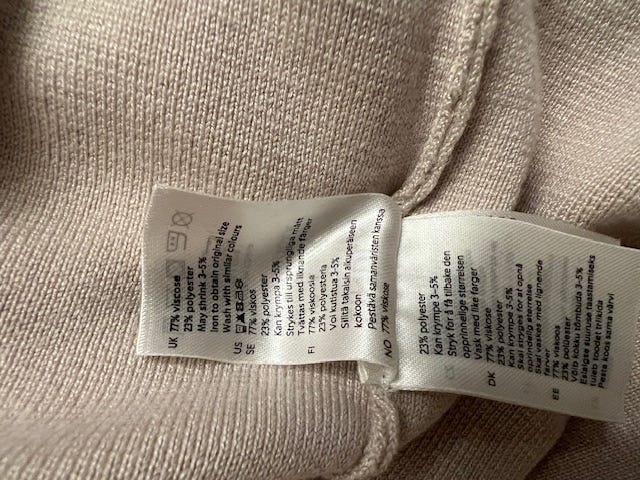 UK 77% viscose
23% polyester
May shrink 3-5%
Iron to obtain original size
Wash with similar colours
US
SE 77% viskos
23% polyester
Kan krympa 3-5%
Strykes till ursprungliga mått
Tvättas med liknande färger
FI 77% viskoosia
23% polyesteria
Voi kutistua 3-5%
Silitä takaisin alkuperäiseen
kokoon
Pestävä samanväristen kanssa
NO 77% viskose
23% polyester
Kan krympe 3-5%
Stryk for å få tilbake den
opprinnelig størrelsen
Vask med like farger
DK 77% viskose
23% polyester
Kan krympe 3-5%
Skal stryges for at opnå
oprindelig størrelse
Skal vaskes med lignende
farver
EE 77% viskoos
23% polüester
Võib kokku tõmbuda 3-5%
Esialgse suuruse taastamiseks
tuleb toodet triikida
Pesta koos sama värvi